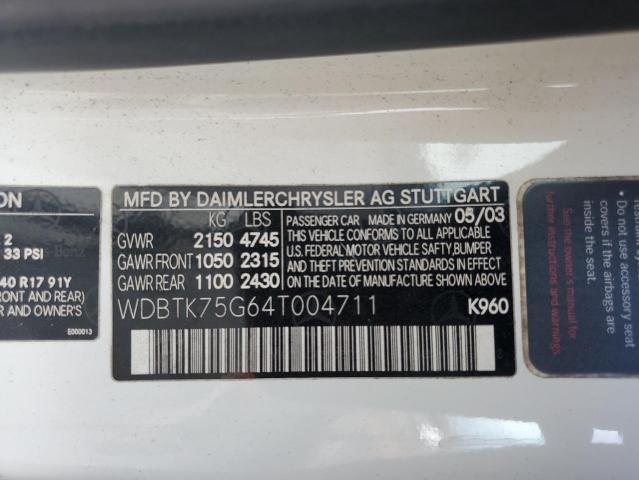 ON
2
33 PSI
40 R17 91Y
FRONT AND REAR)
R AND OWNER'S
E000013
MFD BY DAIMLERCHRYSLER AG STUTTGART
KG LBS
GVWR 2150 4745
GAWR FRONT 1050 2315
GAWR REAR 1100 2430
PASSENGER CAR MADE IN GERMANY 05/03
THIS VEHICLE CONFORMS TO ALL APPLICABLE
U.S.FEDERAL MOTOR VEHICLE SAFTY,BUMPER
AND THEFT PREVENTION STANDARDS IN EFFECT
ON THE DATE OF MANUFACTURE SHOWN ABOVE
WDBTK75G64T004711
K960
Do not use accessory seat
covers if the airbags are
inside the seat.
See the owner's manual for
further instructions and
warnings.